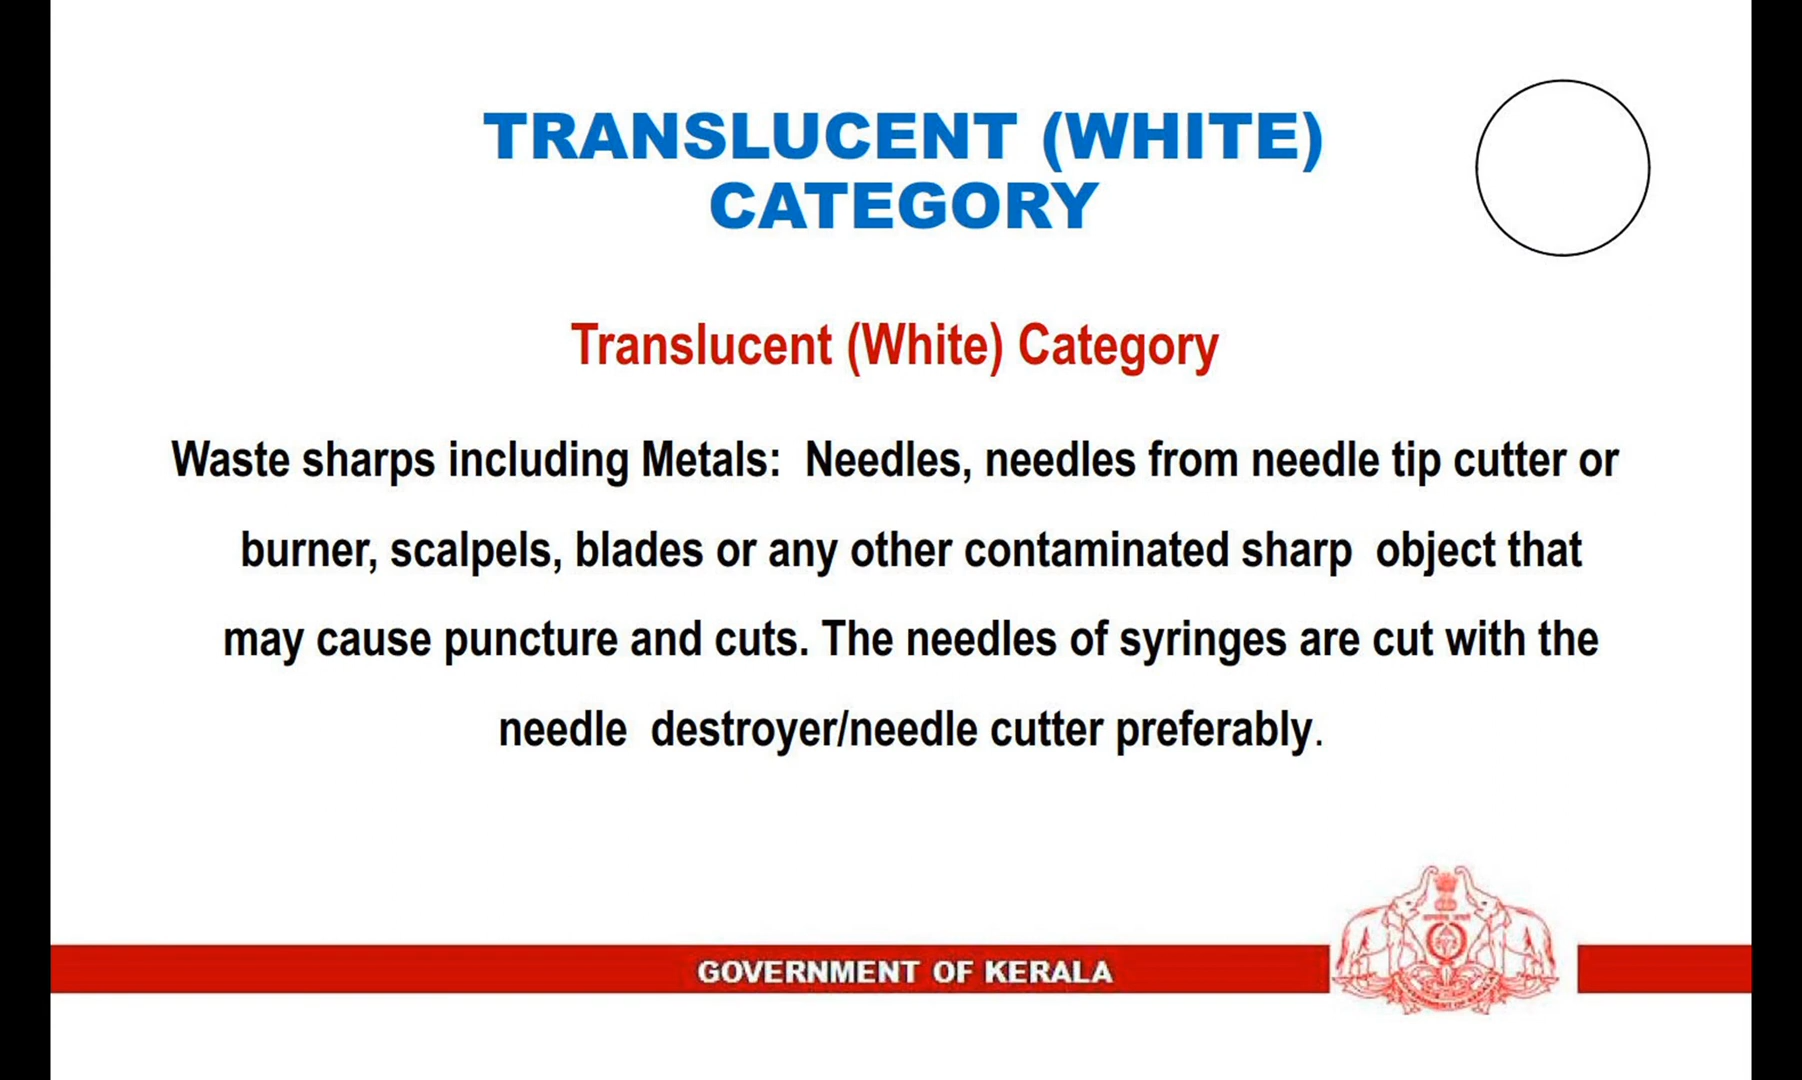 TRANSLUCENT (WHITE)
CATEGORY
Translucent (White) Category
Waste sharps including Metals: Needles, needles from needle tip cutter or
burner, scalpels, blades or any other contaminated sharp object that
may cause puncture and cuts. The needles of syringes are cut with the
needle destroyer/needle cutter preferably.
GOVERNMENT OF KERALA